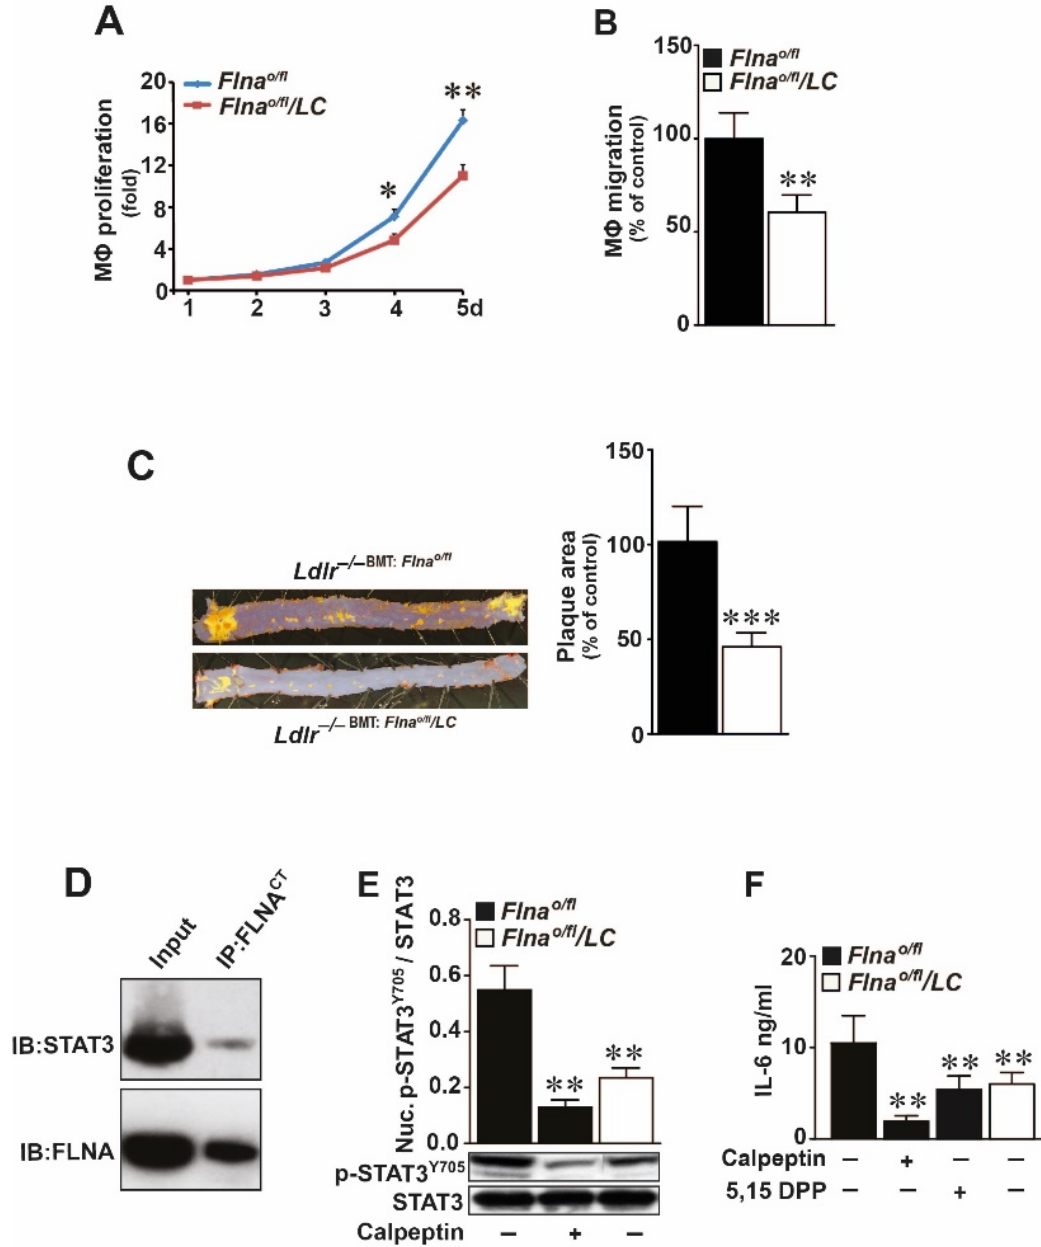 A
Flna^o/fl
Flna^o/fl/LC
MΦ proliferation
(fold)
20
16
12
8
4
0
*
**
1 2 3 4 5d
B
Flna^o/fl
Flna^o/fl/LC
MΦ migration
(% of control)
150
100
50
0
**
C
Ldlr^–/– BMT: Flna^o/fl
Ldlr^–/– BMT: Flna^o/fl/LC
Plaque area
(% of control)
150
100
50
0
***
D
Input
IP:FLNA^CT
IB:STAT3
IB:FLNA
E
Flna^o/fl
Flna^o/fl/LC
Nuc. p-STAT3^Y705 / STAT3
0.8
0.6
0.4
0.2
0.0
** **
p-STAT3^Y705
STAT3
Calpeptin – + –
F
Flna^o/fl
Flna^o/fl/LC
IL-6 ng/ml
20
10
0
** ** **
Calpeptin – + – –
5,15 DPP – – + –